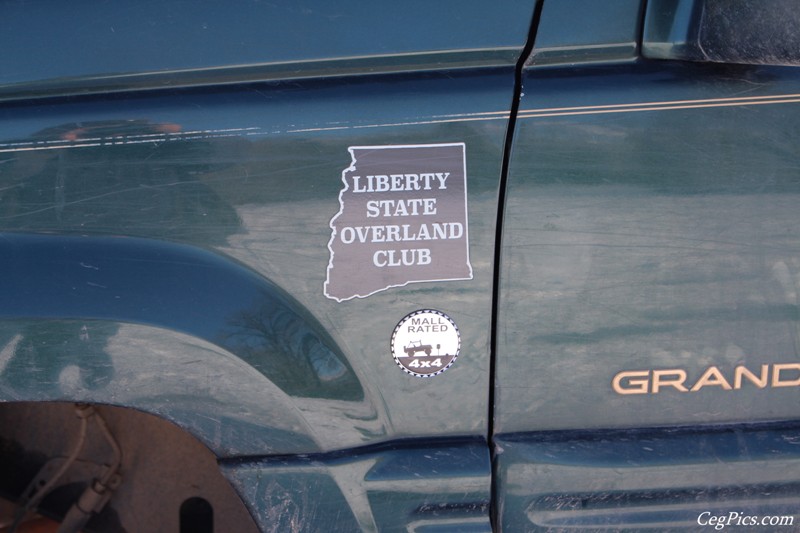 LIBERTY
STATE
OVERLAND
CLUB
MALL
RATED
4x4
GRAND
CegPics.com